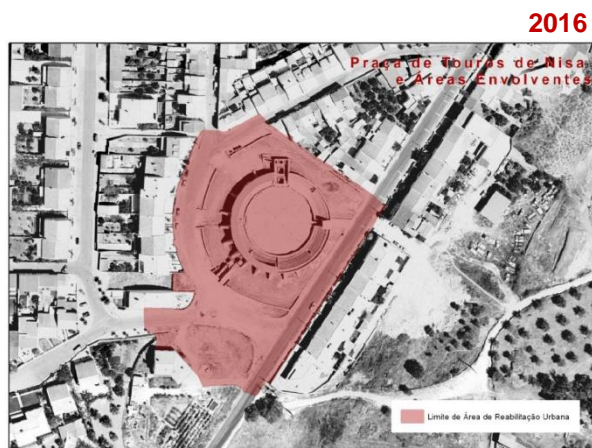 2016
Praça de Touros de Nisa
e Áreas Envolventes
Limite de Área de Reabilitação Urbana